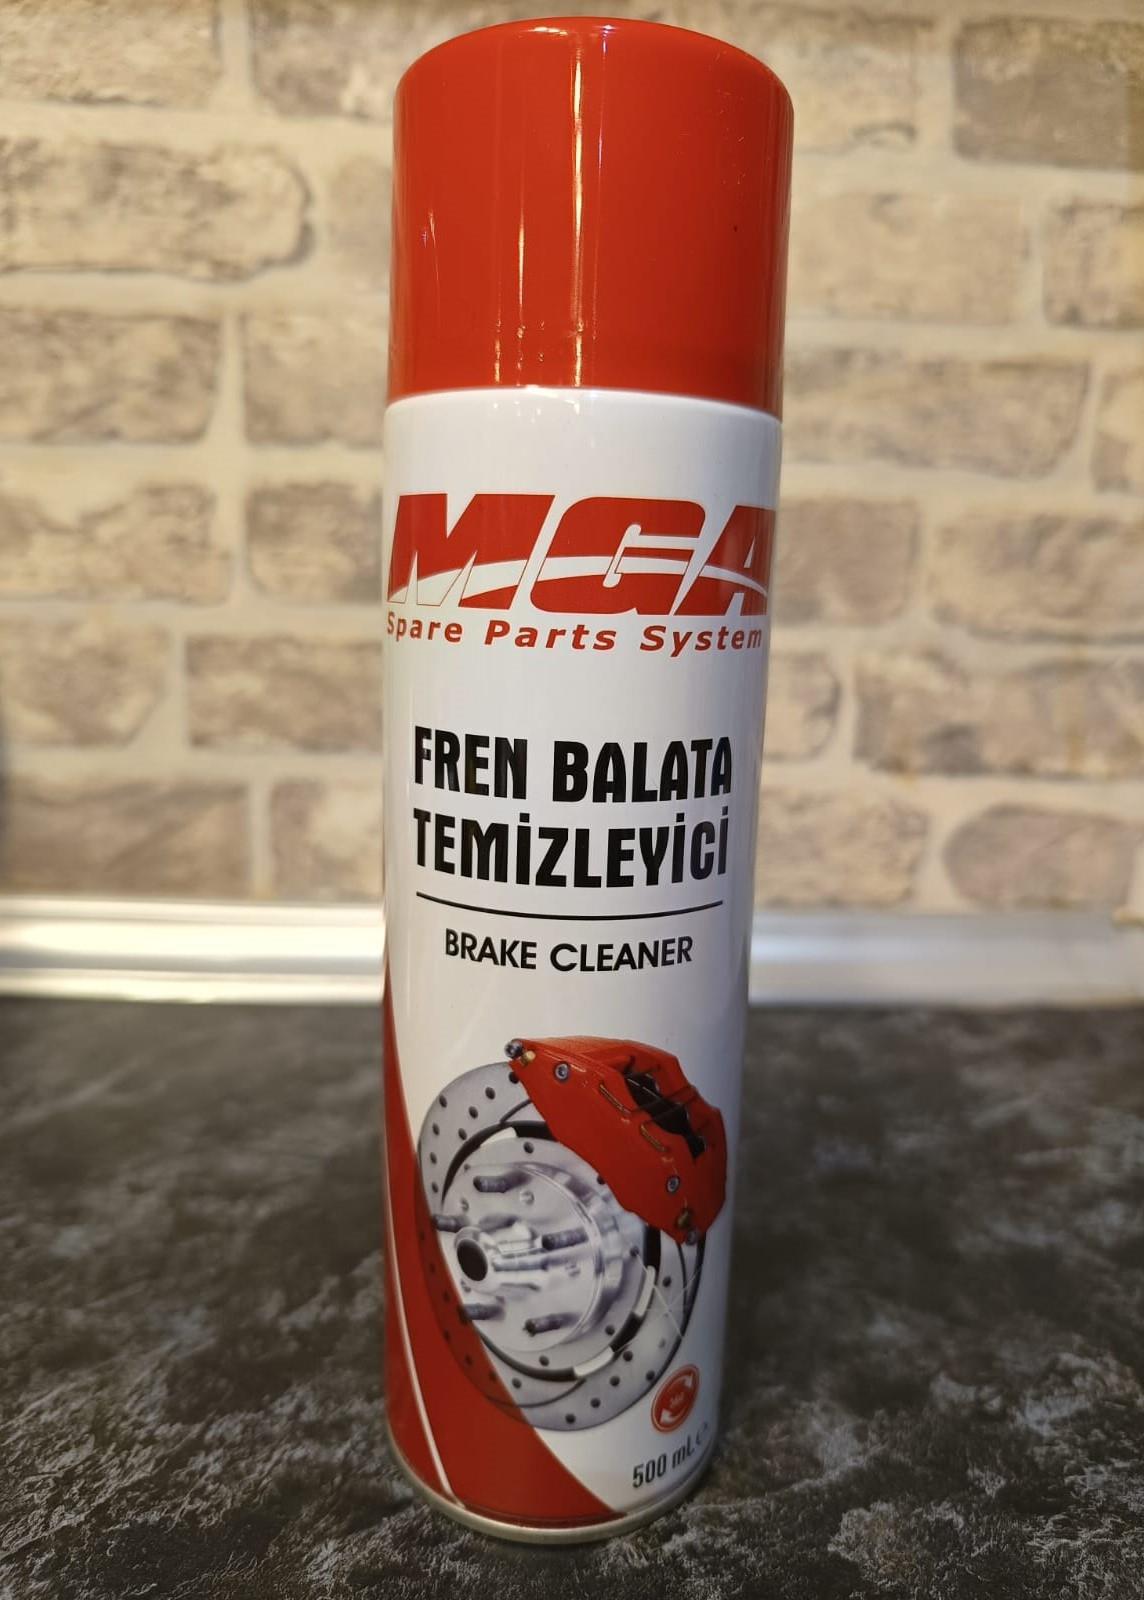 MGA
Spare Parts System
FREN BALATA
TEMİZLEYİCİ
BRAKE CLEANER
500 mL e